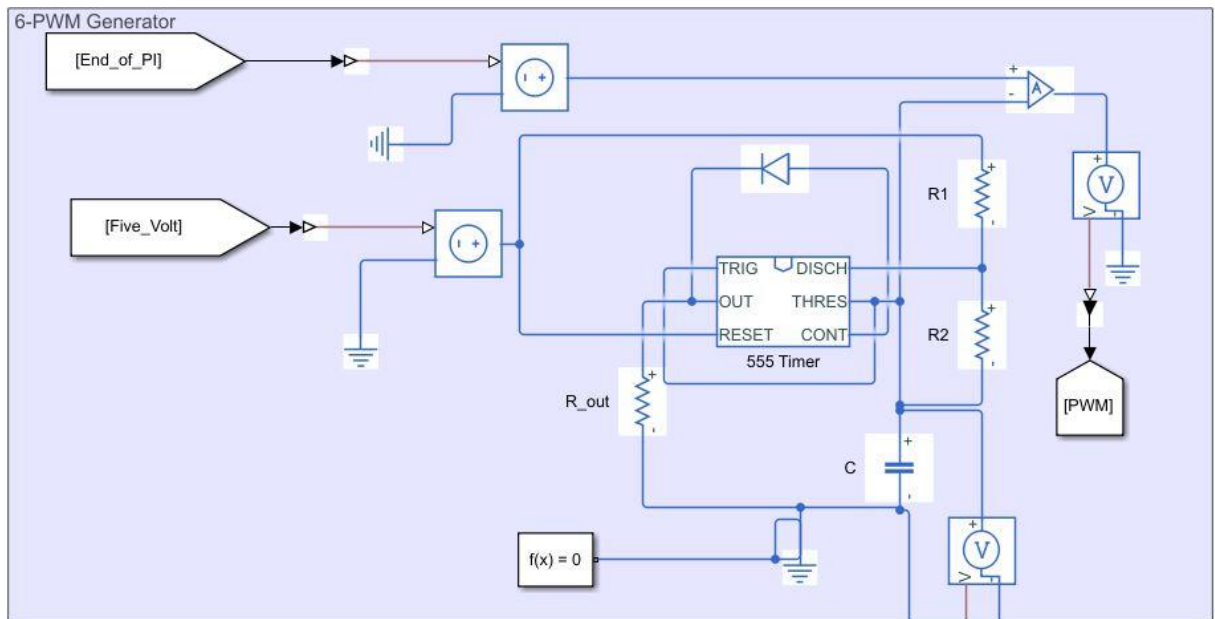 6-PWM Generator
[End_of_PI]
+
-
A
+
V
V
-
[Five_Volt]
R1
+
-
TRIG
DISCH
OUT
THRES
RESET
CONT
555 Timer
R2
+
-
R_out
+
-
[PWM]
C
+
-
+
V
V
-
f(x) = 0